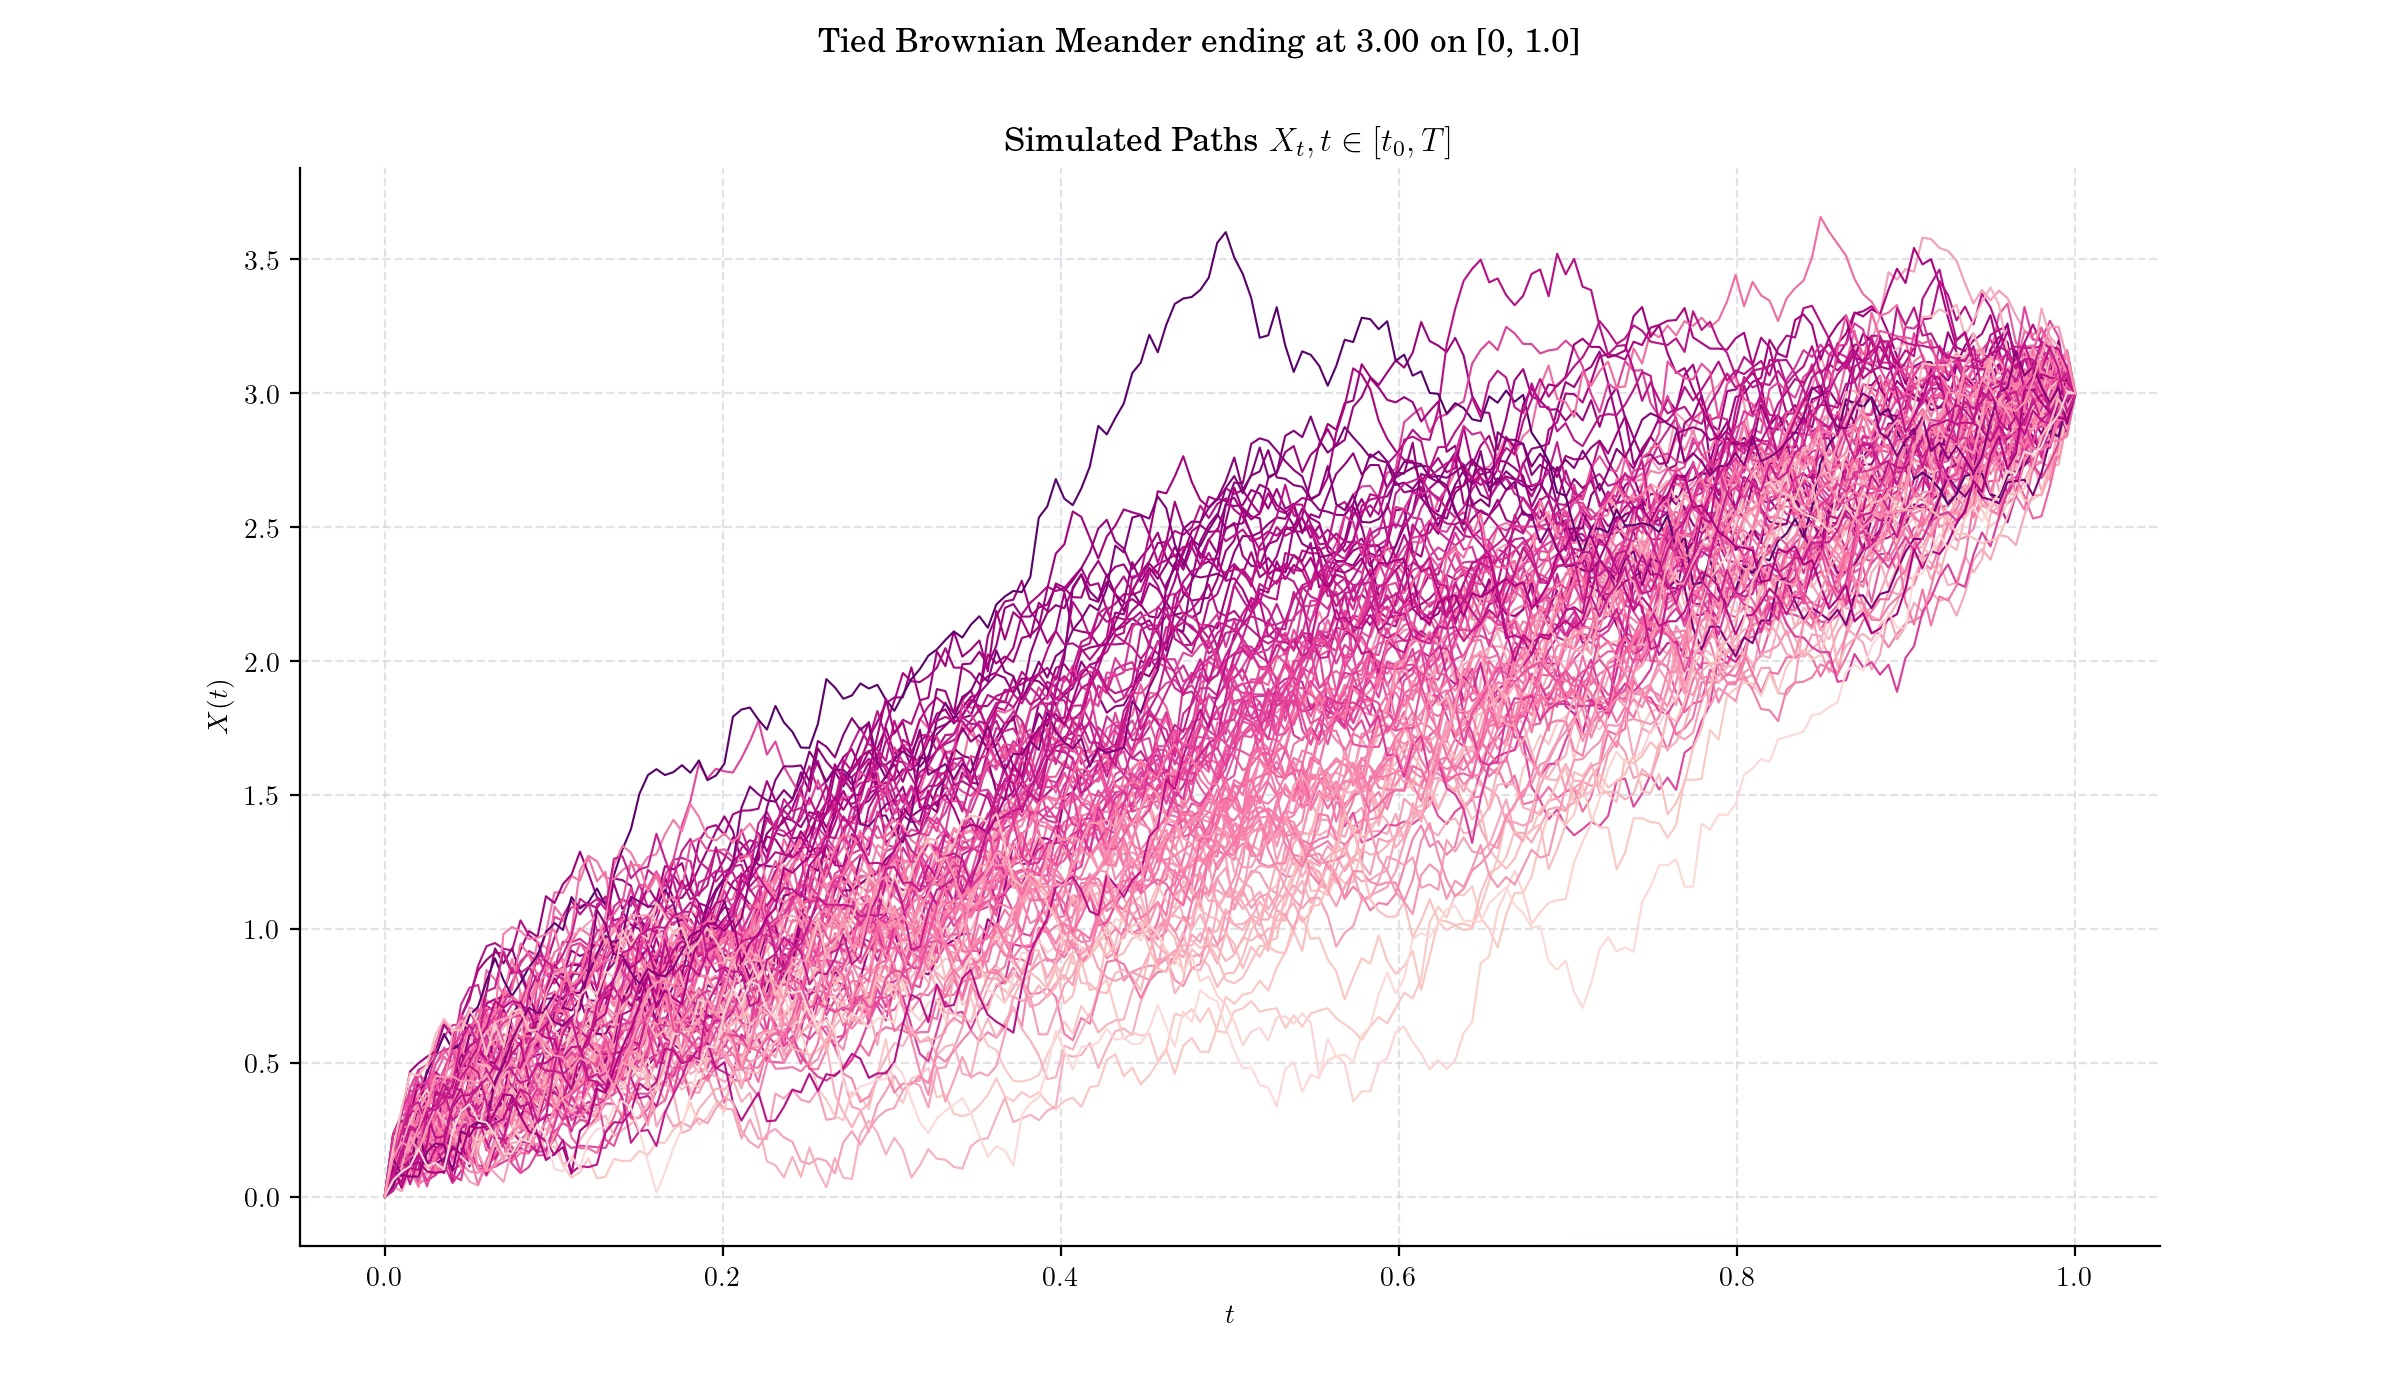 Tied Brownian Meander ending at 3.00 on [0, 1.0]
Simulated Paths $X_t, t \in [t_0, T]$
3.5
3.0
2.5
2.0
1.5
1.0
0.5
0.0
X(t)
0.0 0.2 0.4 0.6 0.8 1.0
t